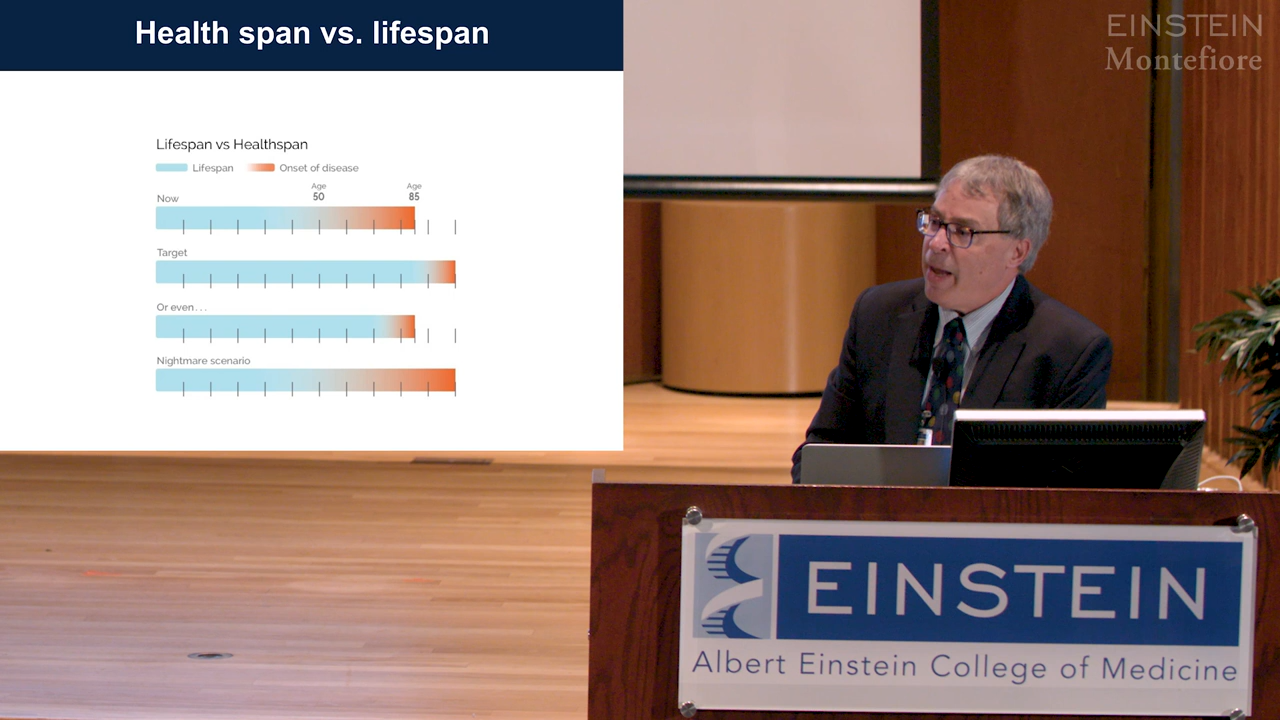 Health span vs. lifespan
Lifespan vs Healthspan
Lifespan
Onset of disease
Age
50
Age
85
Now
Target
Or even...
Nightmare scenario
EINSTEIN
Montefiore
EINSTEIN
Albert Einstein College of Medicine